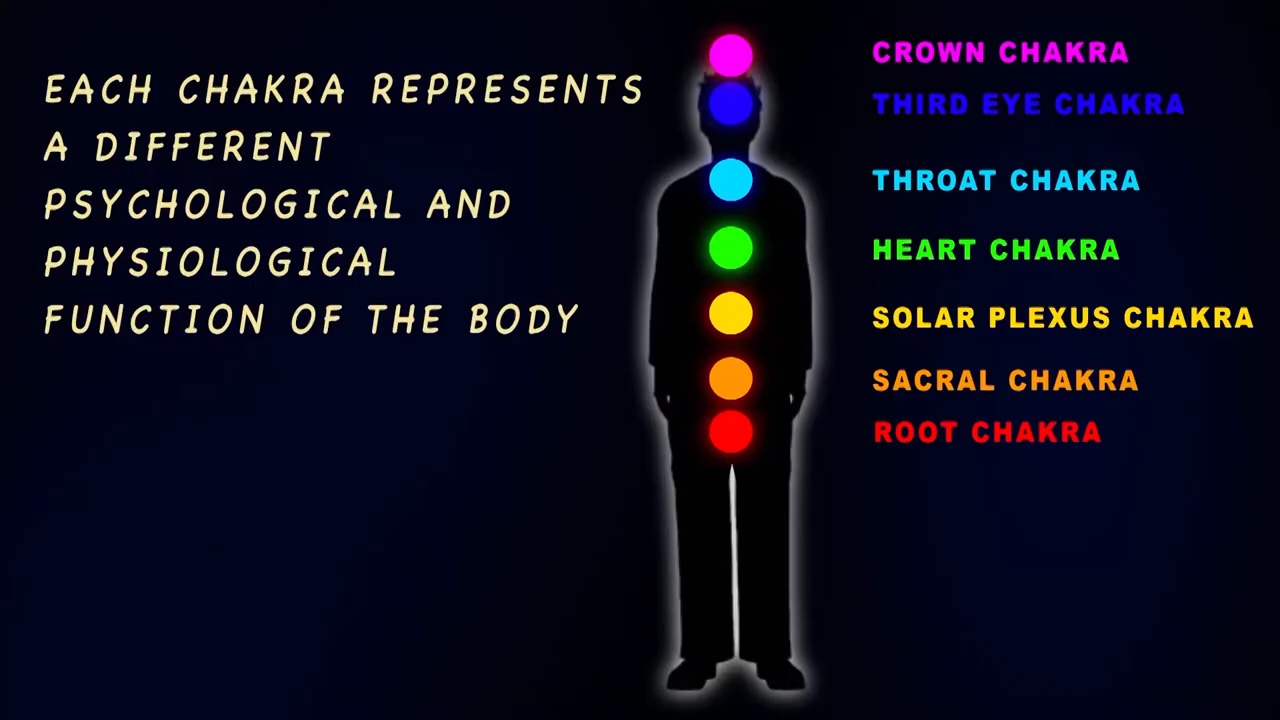 EACH CHAKRA REPRESENTS
A DIFFERENT
PSYCHOLOGICAL AND
PHYSIOLOGICAL
FUNCTION OF THE BODY
CROWN CHAKRA
THIRD EYE CHAKRA
THROAT CHAKRA
HEART CHAKRA
SOLAR PLEXUS CHAKRA
SACRAL CHAKRA
ROOT CHAKRA